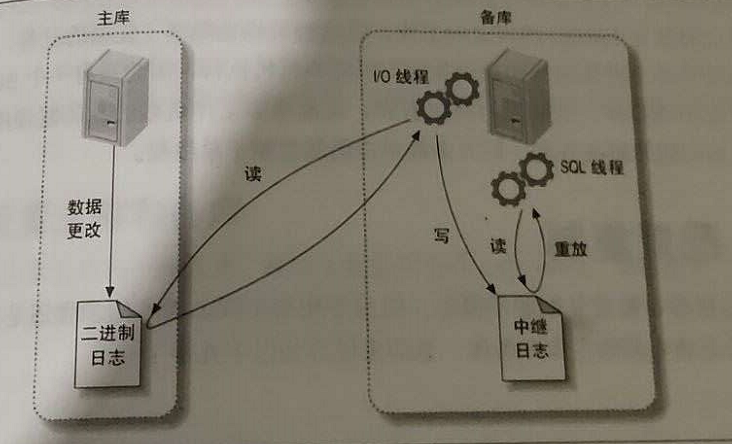 主库
备库
I/O 线程
读
SQL 线程
数据
更改
写
读
重放
二进制
日志
中继
日志